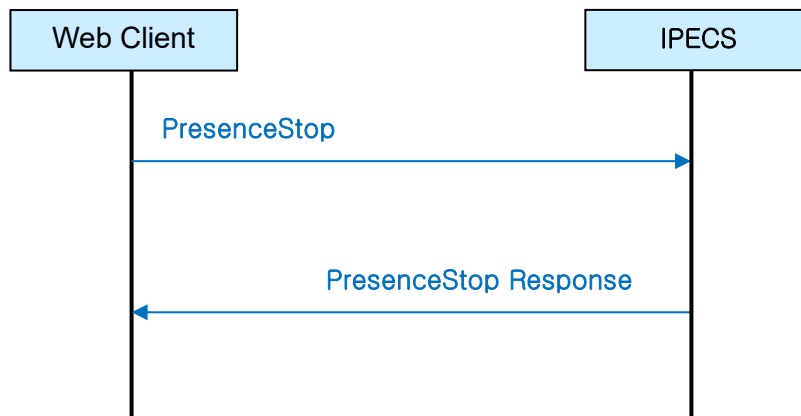 Web Client
IPECS
PresenceStop
PresenceStop Response